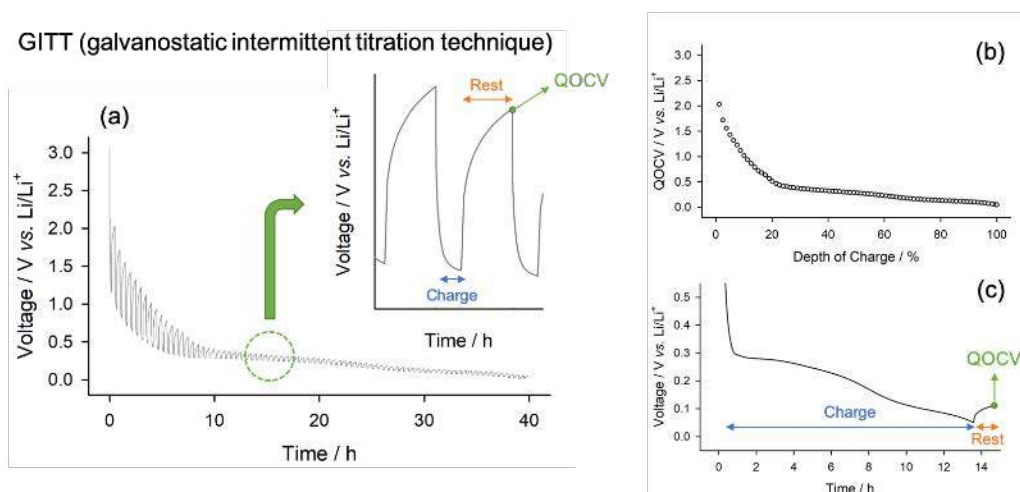 GITT (galvanostatic intermittent titration technique)
(a)
Voltage / V vs. Li/Li⁺
3.0
2.5
2.0
1.5
1.0
0.5
0.0
0
10
20
30
40
Time / h
Rest
QOCV
Voltage / V vs. Li/Li⁺
Charge
Time / h
(b)
QOCV / V vs. Li/Li⁺
3.0
2.5
2.0
1.5
1.0
0.5
0.0
0
20
40
60
80
100
Depth of Charge / %
(c)
Voltage / V vs. Li/Li⁺
0.5
0.4
0.3
0.2
0.1
0.0
QOCV
Charge
Rest
0
2
4
6
8
10
12
14
Time / h